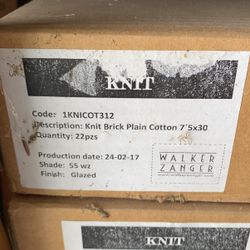 KNIT
Code: 1KNICOT312
Description: Knit Brick Plain Cotton 7´5x30
Quantity: 22pzs
Production date: 24-02-17
Shade: 55 wz
Finish: Glazed
WALKER
ZANGER
KNIT